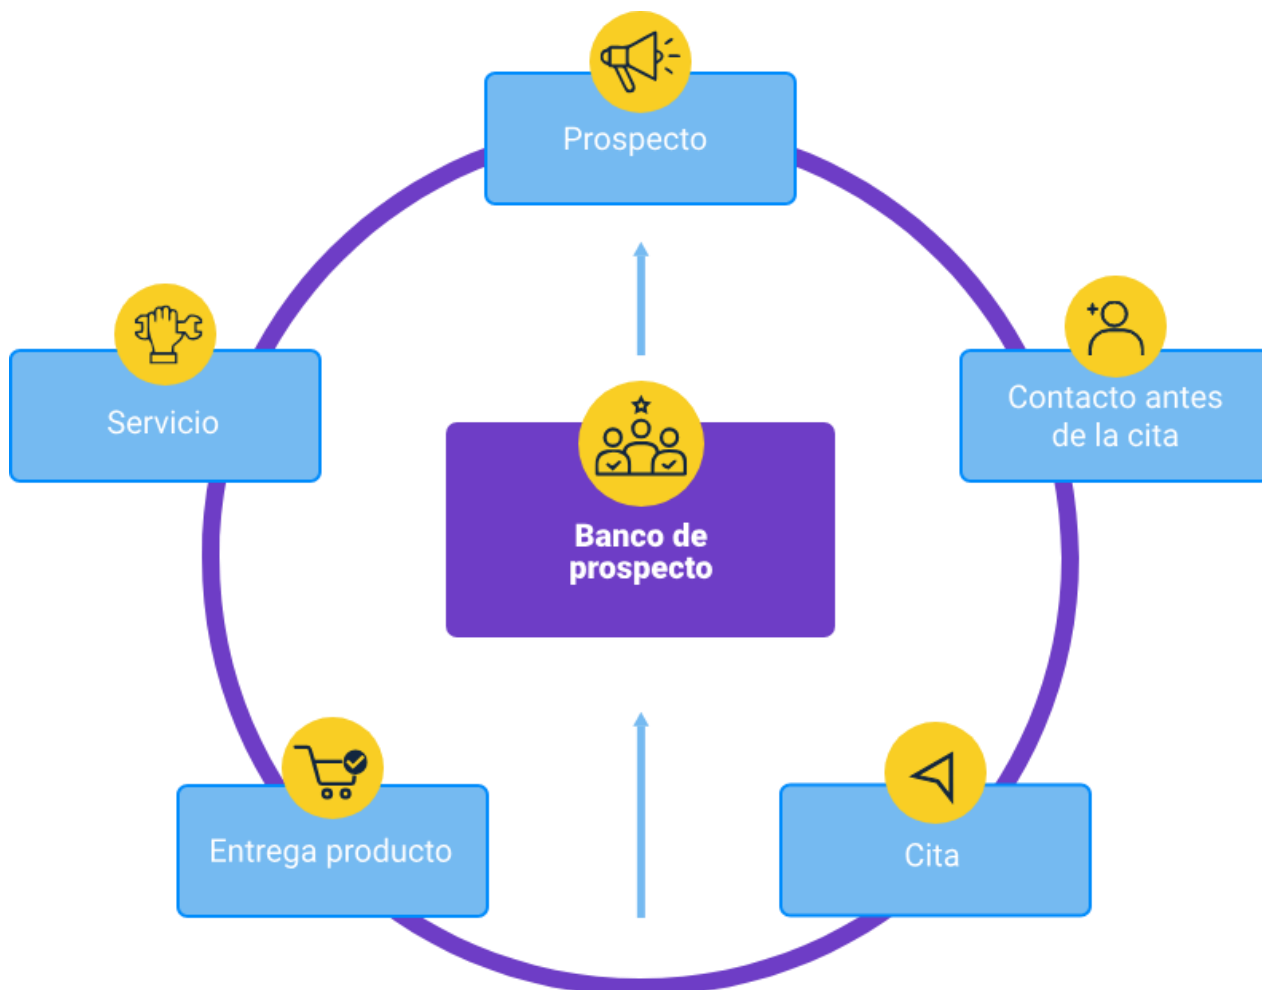 Prospecto
Servicio
Contacto antes
de la cita
Banco de
prospecto
Entrega producto
Cita